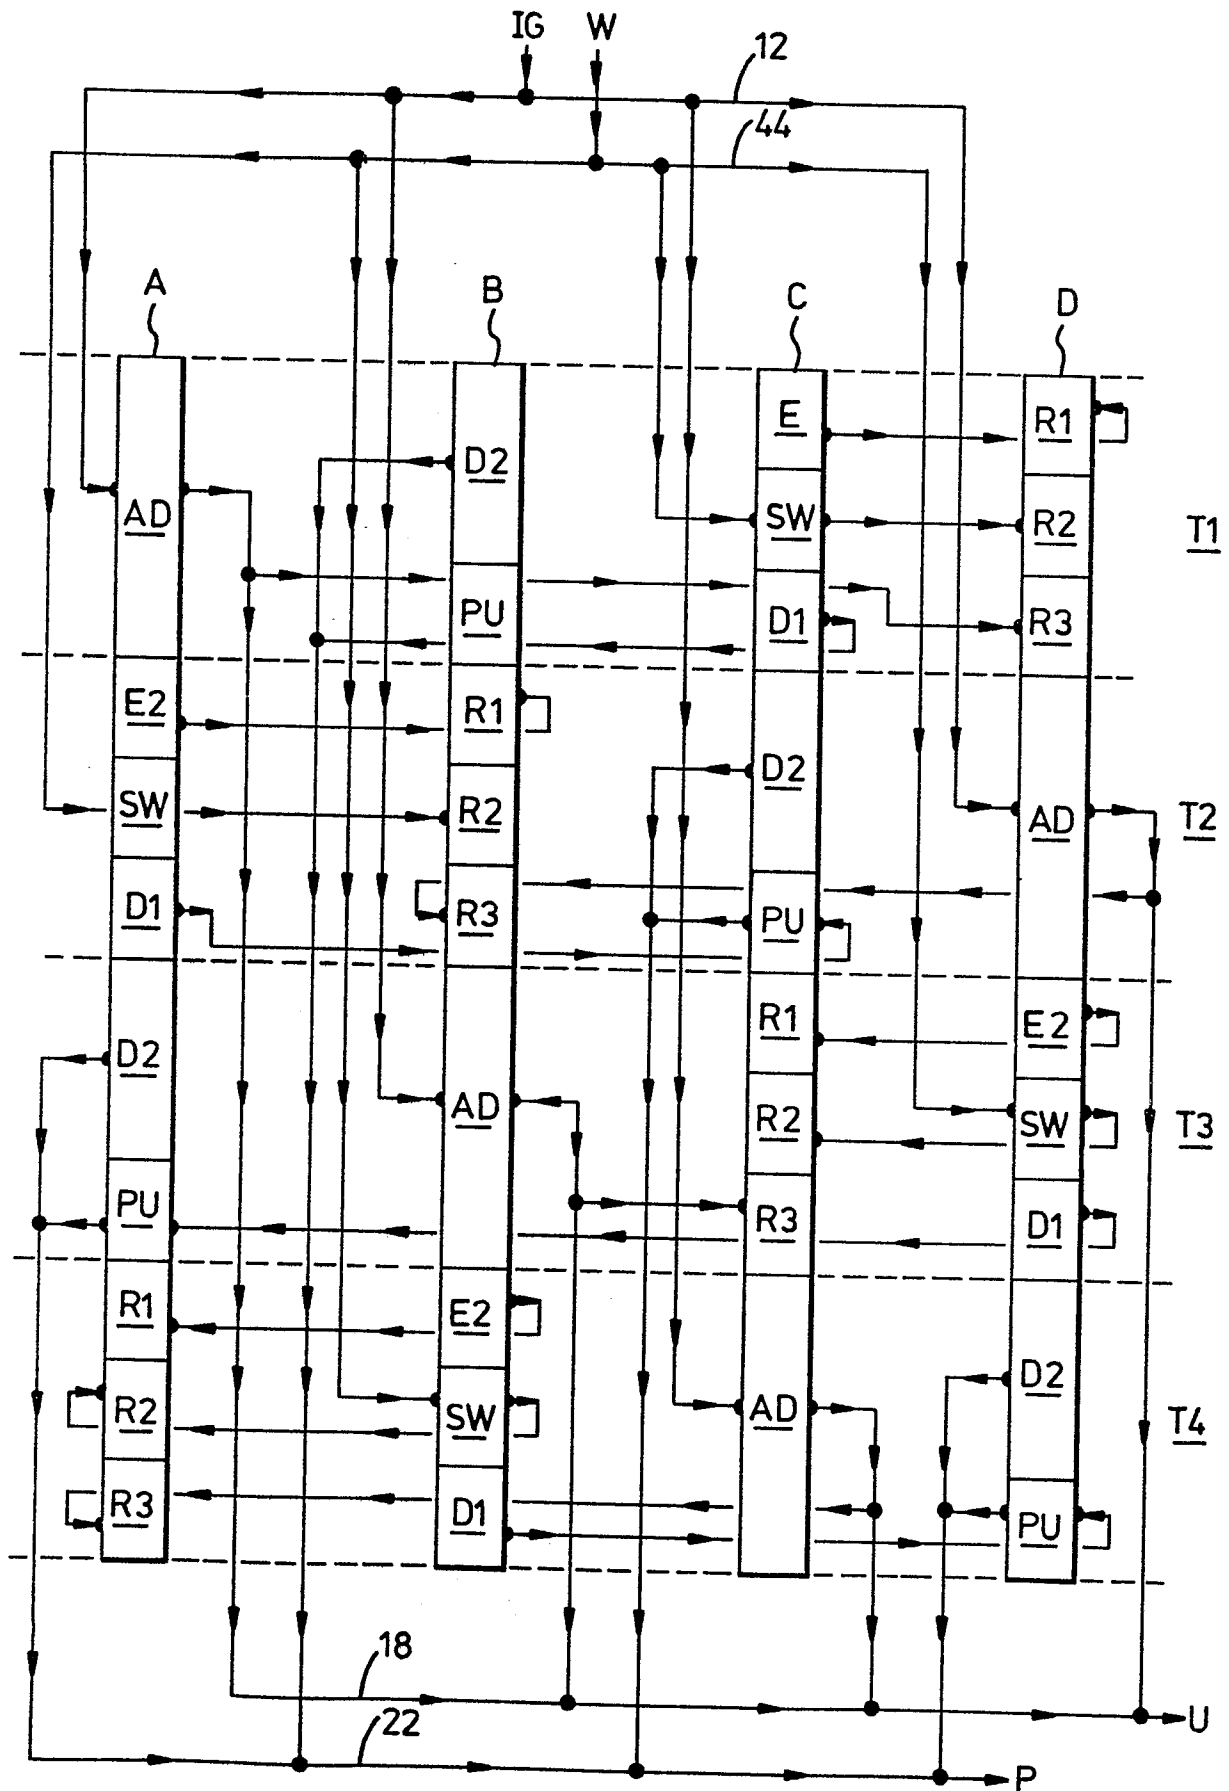 IG W
12
44
A B C D
E R1
D2
AD SW R2 T1
PU D1 R3
E2 R1
D2
SW R2 AD T2
D1 R3 PU
R1 E2
D2
AD R2 SW T3
PU R3 D1
R1 E2
D2
R2 SW AD T4
R3 D1 PU
18
U
22
P